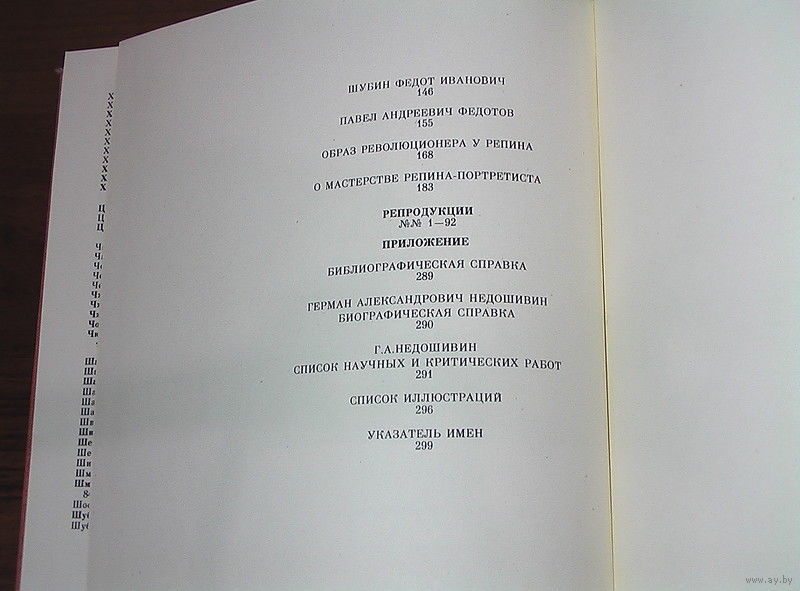 ШУБИН ФЕДОТ ИВАНОВИЧ
146
ПАВЕЛ АНДРЕЕВИЧ ФЕДОТОВ
155
ОБРАЗ РЕВОЛЮЦИОНЕРА У РЕПИНА
168
О МАСТЕРСТВЕ РЕПИНА-ПОРТРЕТИСТА
183
РЕПРОДУКЦИИ
№№ 1—92
ПРИЛОЖЕНИЕ
БИБЛИОГРАФИЧЕСКАЯ СПРАВКА
289
ГЕРМАН АЛЕКСАНДРОВИЧ НЕДОШИВИН
БИОГРАФИЧЕСКАЯ СПРАВКА
290
Г.А.НЕДОШИВИН
СПИСОК НАУЧНЫХ И КРИТИЧЕСКИХ РАБОТ
291
СПИСОК ИЛЛЮСТРАЦИЙ
296
УКАЗАТЕЛЬ ИМЕН
299
www.ay.by